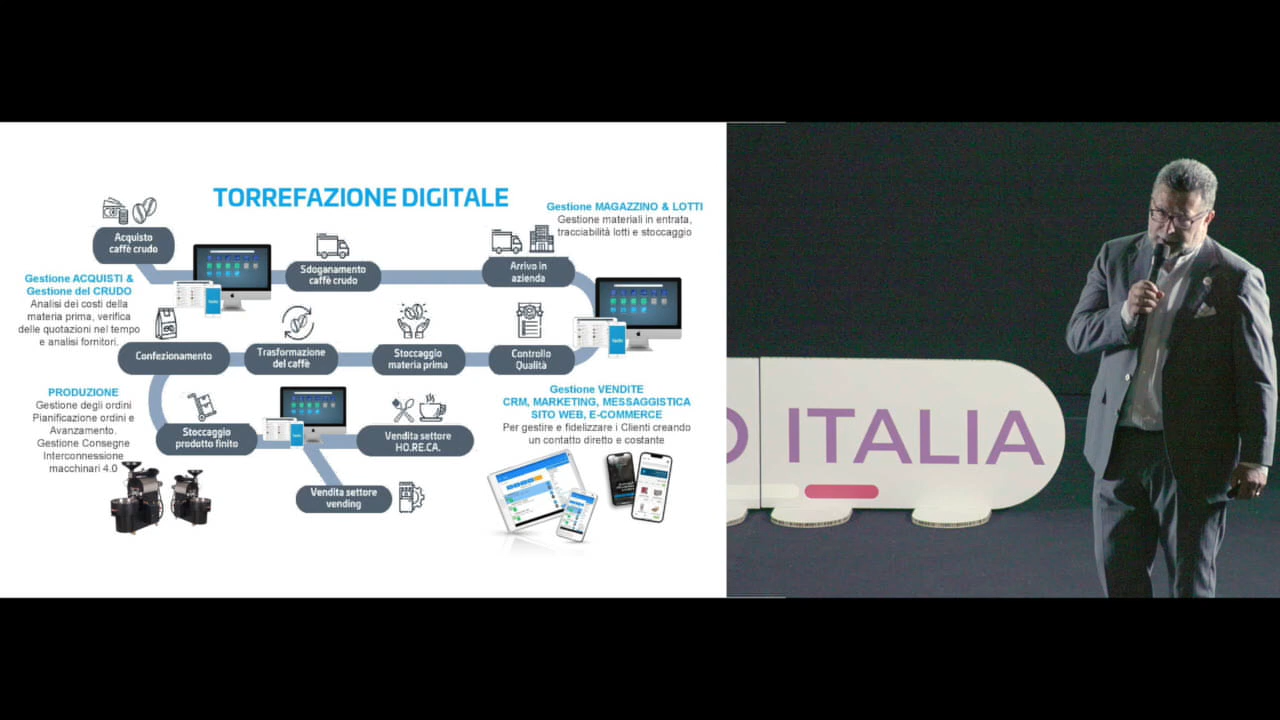 TORREFAZIONE DIGITALE
Acquisto
caffè crudo
Sdoganamento
caffè crudo
Arrivo in
azienda
Gestione MAGAZZINO & LOTTI
Gestione materiali in entrata,
tracciabilità lotti e stoccaggio
Gestione ACQUISTI &
Gestione del CRUDO
Analisi dei costi della
materia prima, verifica
delle quotazioni nel tempo
e analisi fornitori.
Confezionamento
Trasformazione
del caffè
Stoccaggio
materia prima
Controllo
Qualità
PRODUZIONE
Gestione degli ordini
Pianificazione ordini e
Avanzamento.
Gestione Consegne
Interconnessione
macchinari 4.0
Stoccaggio
prodotto finito
Vendita settore
HO.RE.CA.
Vendita settore
vending
Gestione VENDITE
CRM, MARKETING, MESSAGGISTICA
SITO WEB, E-COMMERCE
Per gestire e fidelizzare i Clienti creando
un contatto diretto e costante
ITALIA